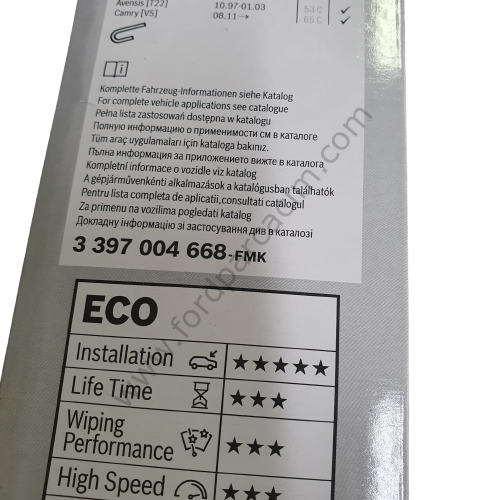 Avensis [T22] 10.97-01.03 53 C ✓
Camry [V5] 08.11→ 65 C ✓
Komplette Fahrzeug-Informationen siehe Katalog
For complete vehicle applications see catalogue
Pełna lista zastosowań dostępna w katalogu
Полную информацию о применимости см в каталоге
Tüm araç uygulamaları için kataloga bakınız.
Пълна информация за приложението вижте в каталога
Kompletní informace o vozidle viz katalog
A gépjárművenkénti alkalmazások a katalógusban találhatók
Pentru lista completa de aplicatii,consultati catalogul
Za primenu na vozilima pogledati katalog
Докладну інформацію зі застосування див в каталозі
3 397 004 668-FMK
ECO
Installation ★★★★★
Life Time ★★★
Wiping
Performance ★★★
High Speed ★★★
www.fordparcadim.com